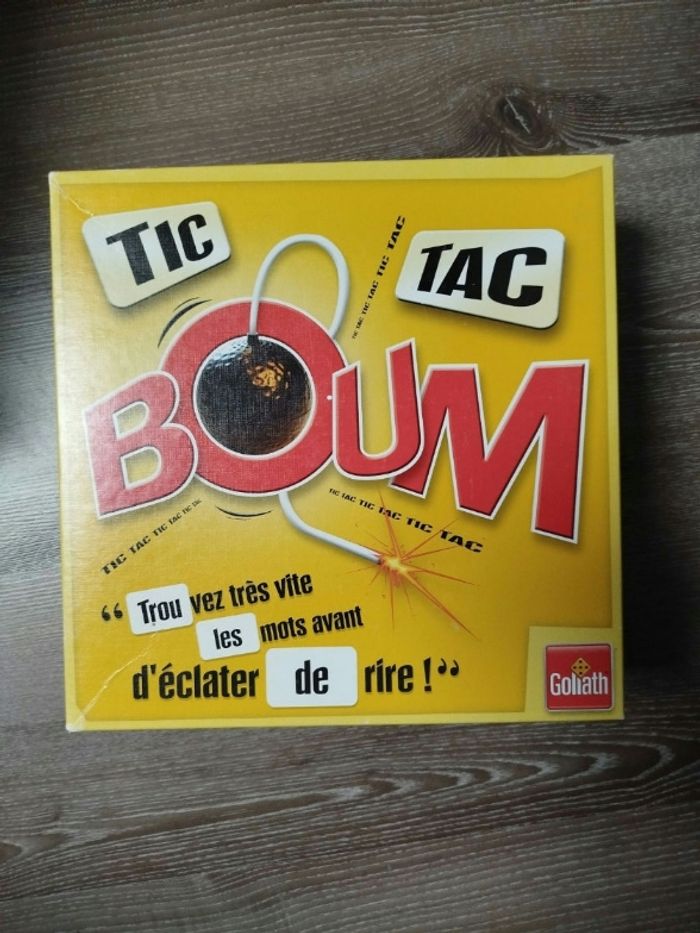 TIC
TAC
TIC TAC TIC TAC TIC TAC
BOUM
TIC TAC TIC TAC TIC TAC
TIC TAC TIC TAC TIC TAC
“ Trouvez très vite
les mots avant
d'éclater de rire ! ”
Goliath